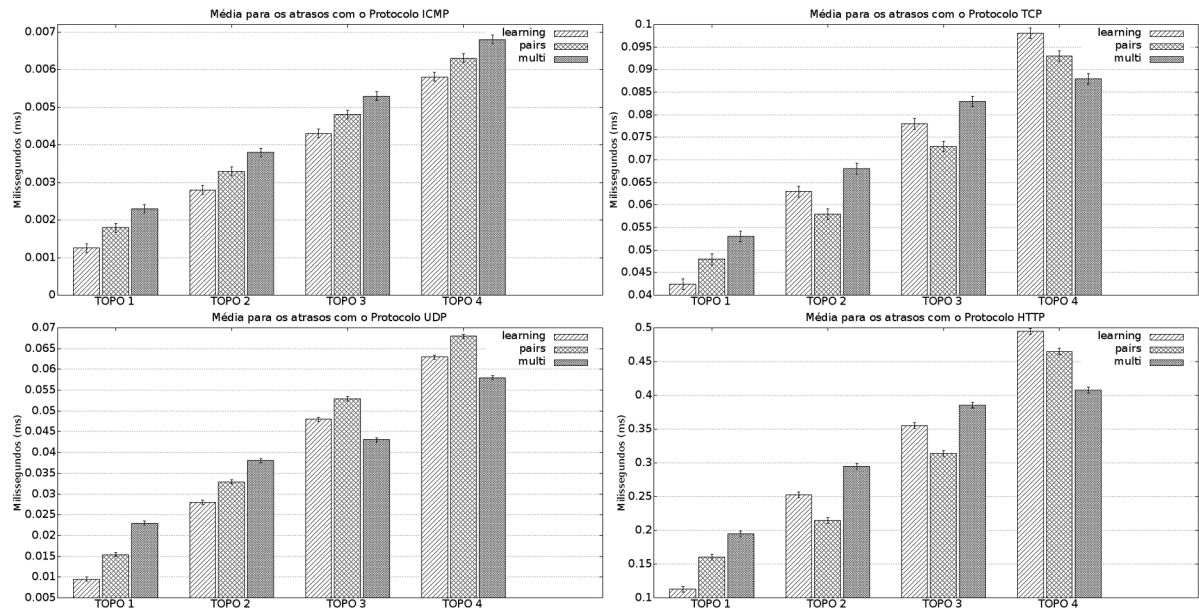 Média para os atrasos com o Protocolo ICMP
Milissegundos (ms)
0.007
0.006
0.005
0.004
0.003
0.002
0.001
0
learning
pairs
multi
TOPO 1 TOPO 2 TOPO 3 TOPO 4
Média para os atrasos com o Protocolo TCP
Milissegundos (ms)
0.1
0.095
0.09
0.085
0.08
0.075
0.07
0.065
0.06
0.055
0.05
0.045
0.04
learning
pairs
multi
TOPO 1 TOPO 2 TOPO 3 TOPO 4
Média para os atrasos com o Protocolo UDP
Milissegundos (ms)
0.07
0.065
0.06
0.055
0.05
0.045
0.04
0.035
0.03
0.025
0.02
0.015
0.01
0.005
learning
pairs
multi
TOPO 1 TOPO 2 TOPO 3 TOPO 4
Média para os atrasos com o Protocolo HTTP
Milissegundos (ms)
0.5
0.45
0.4
0.35
0.3
0.25
0.2
0.15
0.1
learning
pairs
multi
TOPO 1 TOPO 2 TOPO 3 TOPO 4